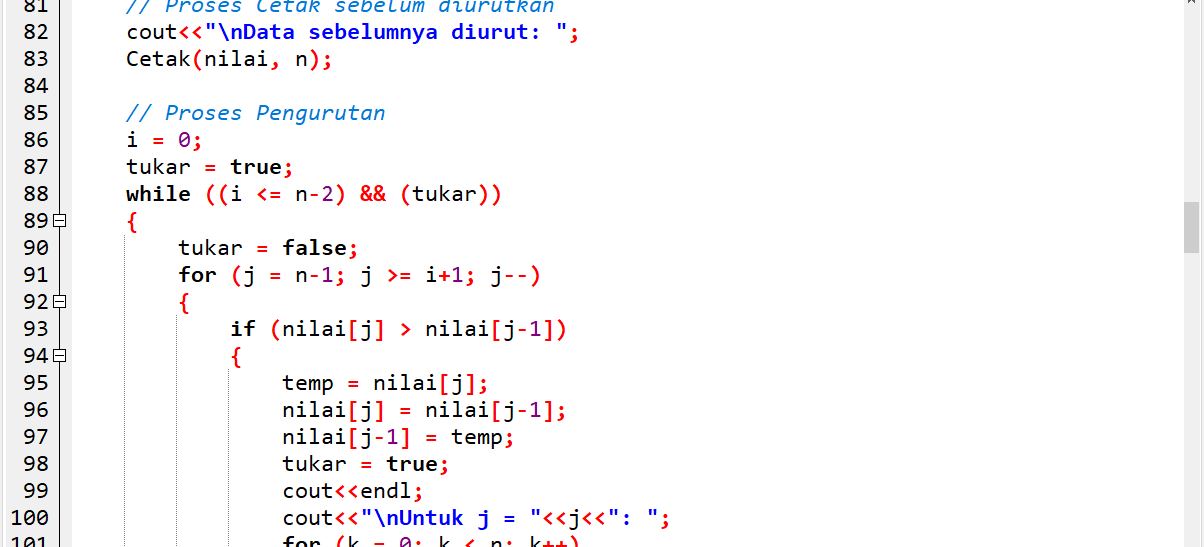 81 // Proses Cetak sebelum diurutkan
82 cout<<"\nData sebelumnya diurut: ";
83 Cetak(nilai, n);
84
85 // Proses Pengurutan
86 i = 0;
87 tukar = true;
88 while ((i <= n-2) && (tukar))
89 {
90 tukar = false;
91 for (j = n-1; j >= i+1; j--)
92 {
93 if (nilai[j] > nilai[j-1])
94 {
95 temp = nilai[j];
96 nilai[j] = nilai[j-1];
97 nilai[j-1] = temp;
98 tukar = true;
99 cout<<endl;
100 cout<<"\nUntuk j = "<<j<<": ";
101 for (k = 0; k < n; k++)